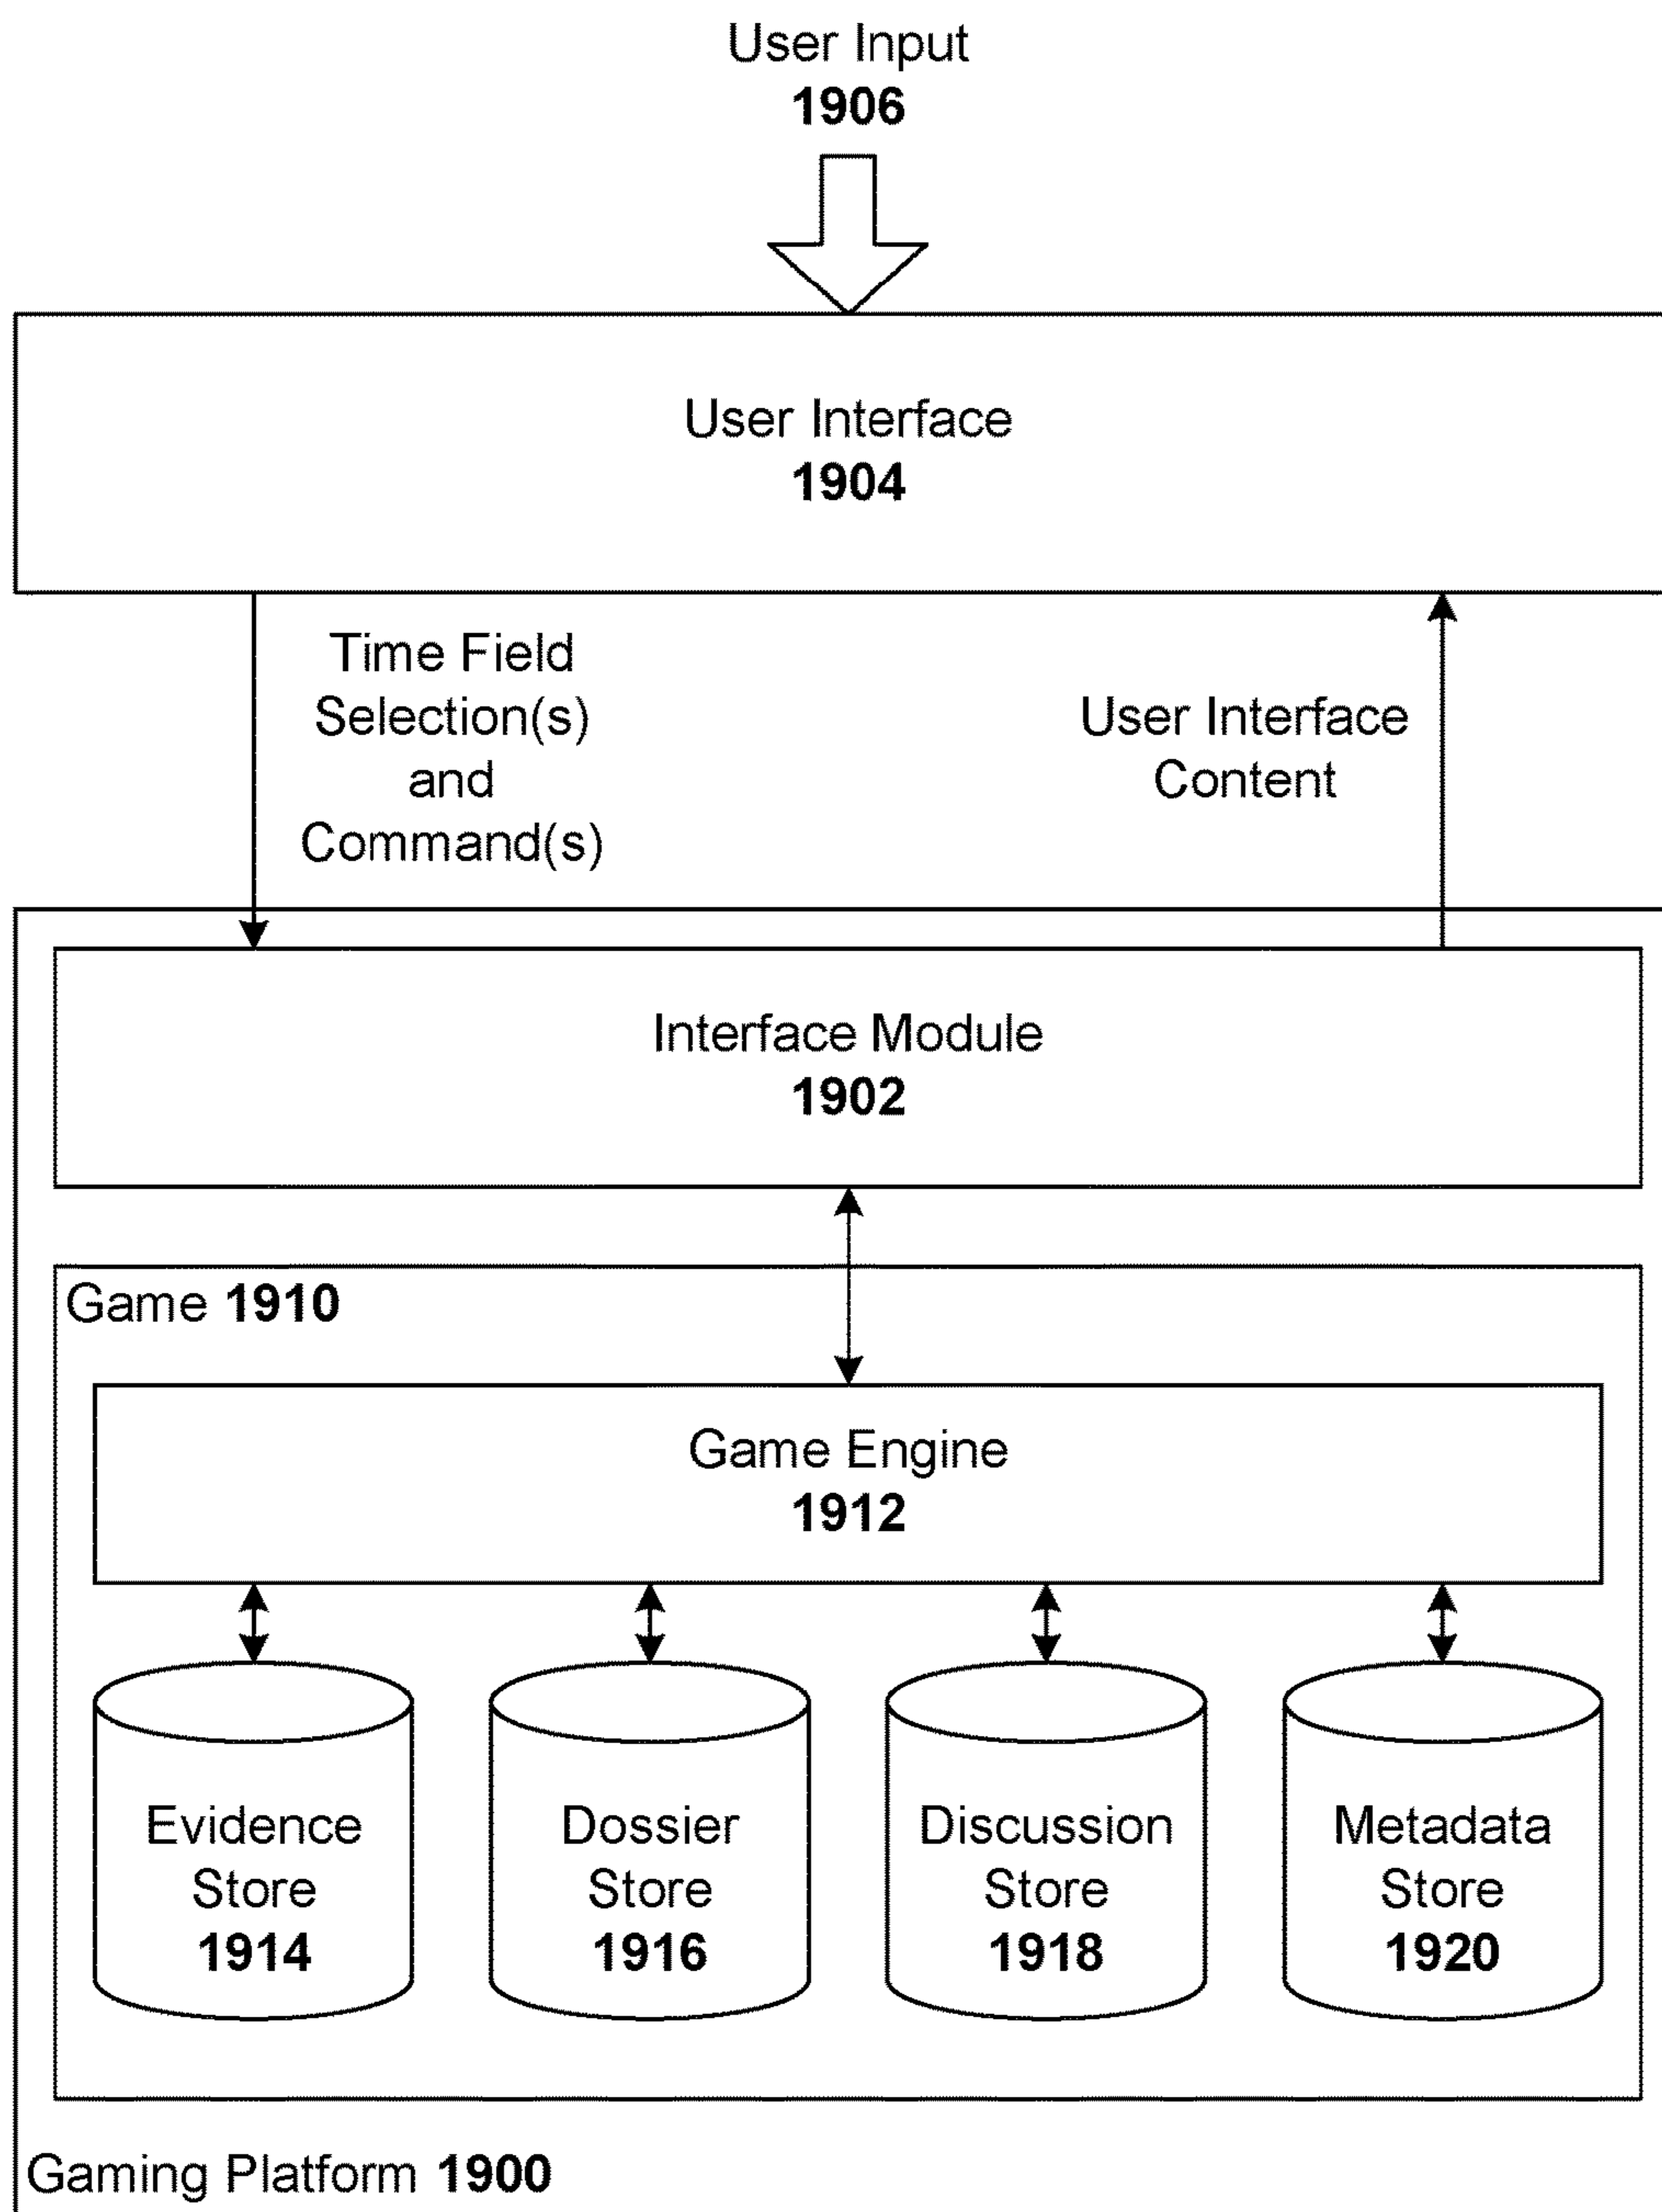 User Input
1906
User Interface
1904
Time Field
Selection(s)
and
Command(s)
User Interface
Content
Interface Module
1902
Game 1910
Game Engine
1912
Evidence
Store
1914
Dossier
Store
1916
Discussion
Store
1918
Metadata
Store
1920
Gaming Platform 1900